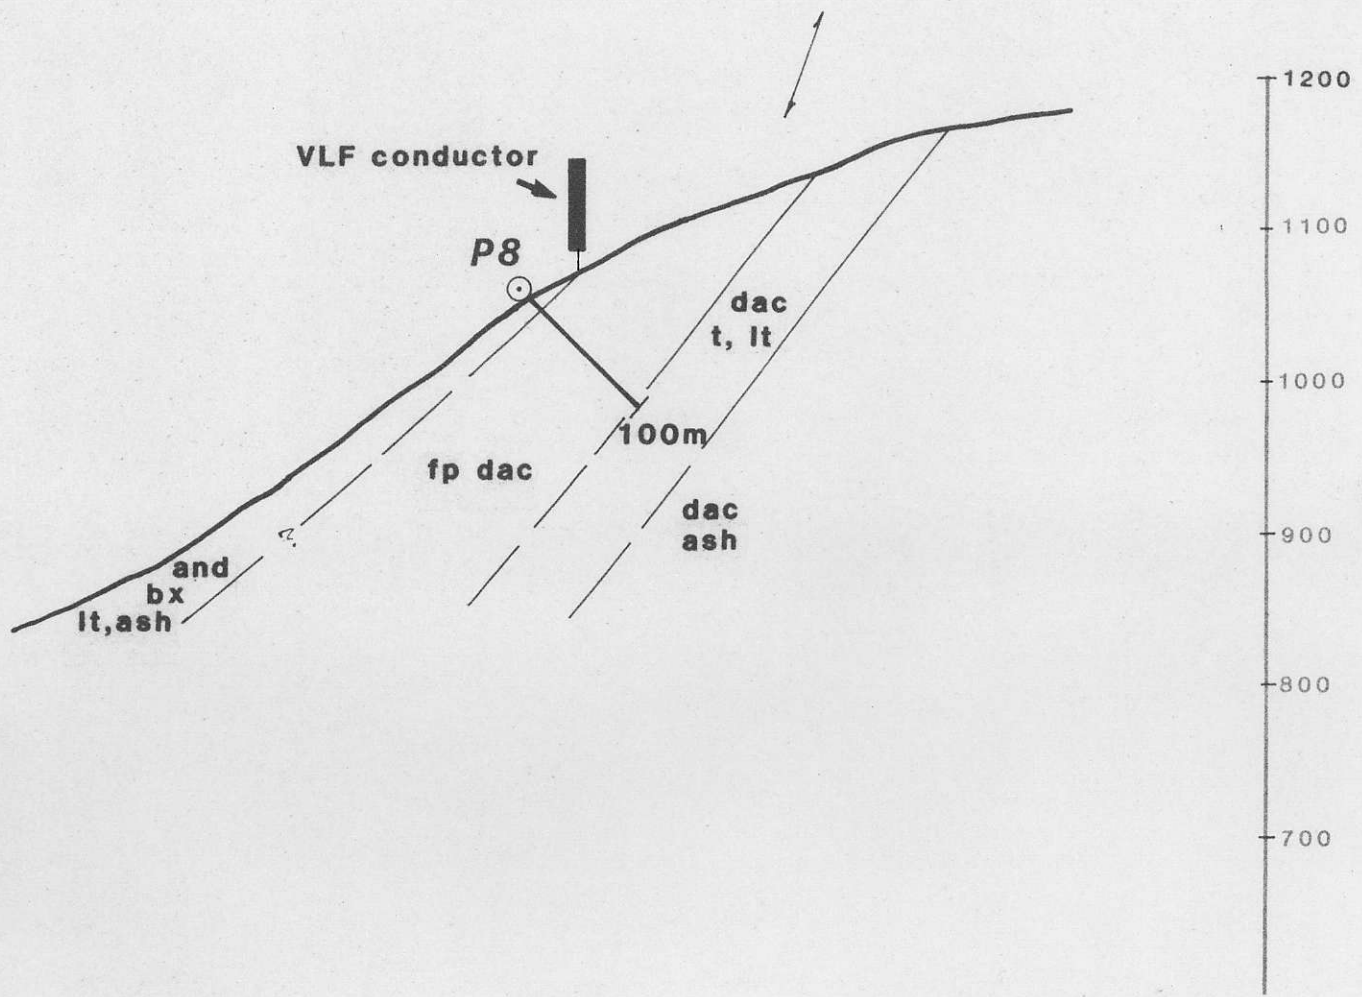 1200
VLF conductor
1100
P8
dac
t, lt
1000
100m
fp dac
dac
ash
900
?
and
bx
lt,ash
800
700